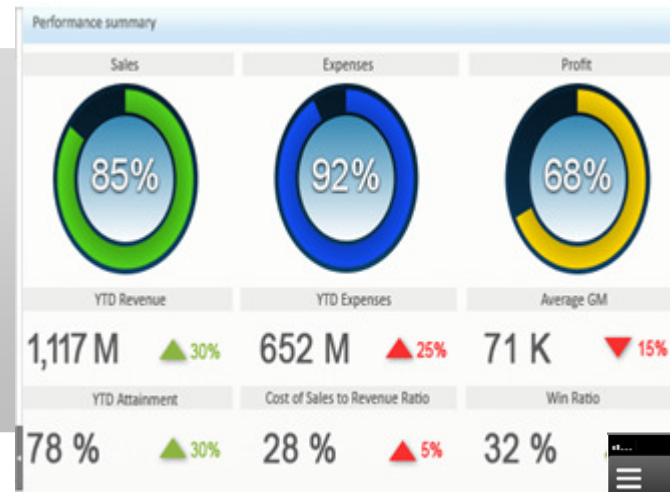 Performance summary
Sales Expenses Profit
85% 92% 68%
YTD Revenue YTD Expenses Average GM
1,117 M 30% 652 M 25% 71 K 15%
YTD Attainment Cost of Sales to Revenue Ratio Win Ratio
78 % 30% 28 % 5% 32 %